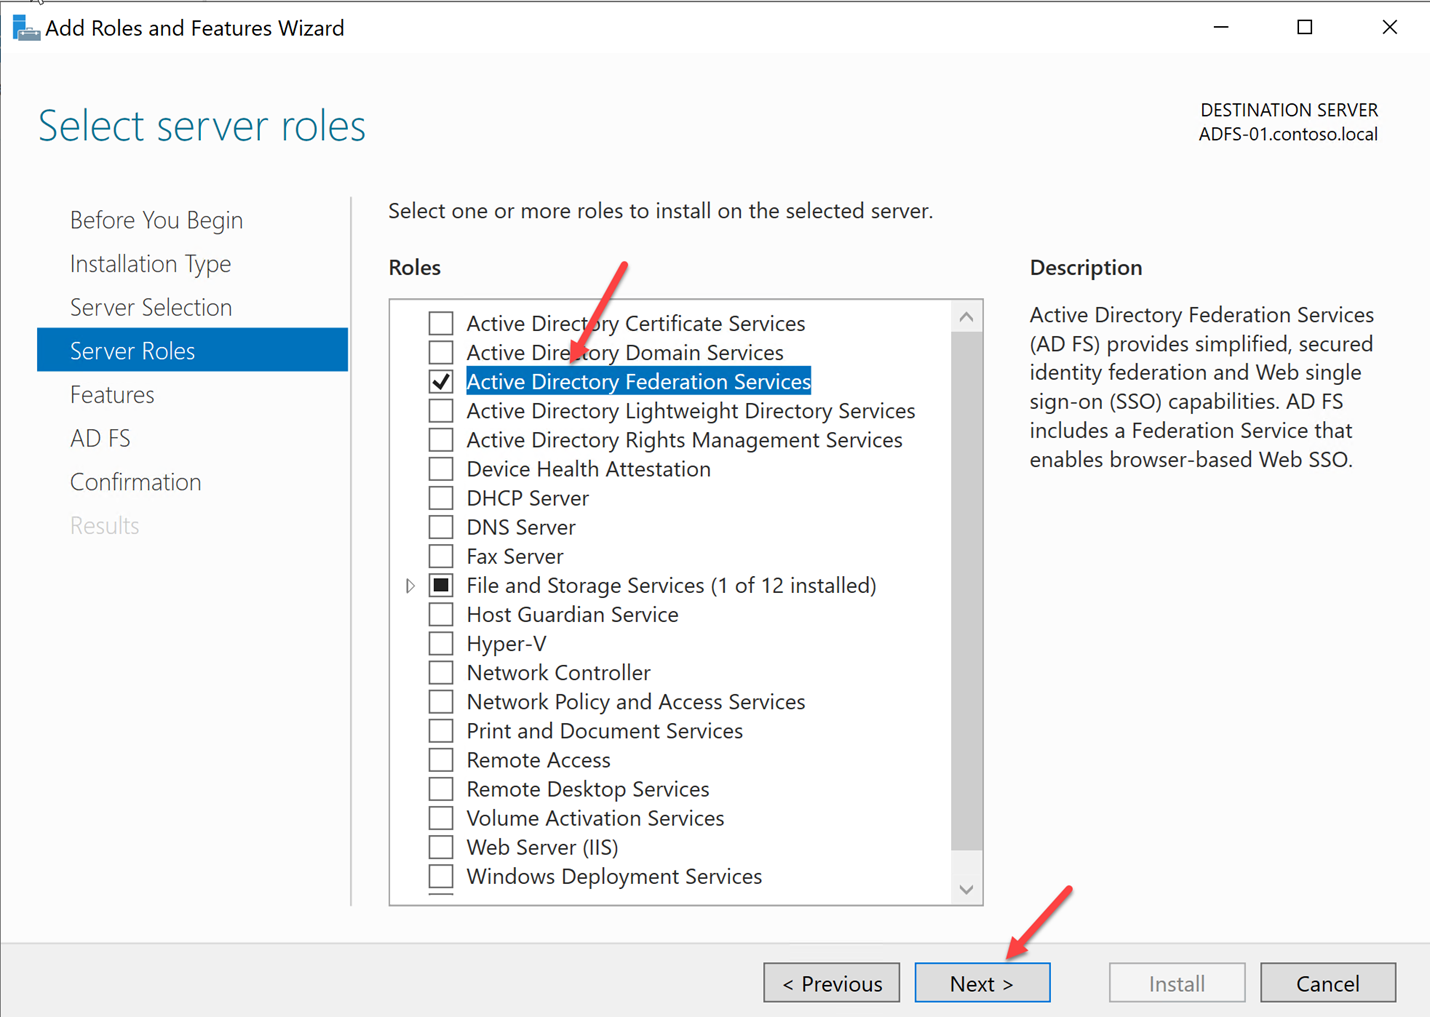 Add Roles and Features Wizard
Select server roles
DESTINATION SERVER
ADFS-01.contoso.local
Before You Begin
Installation Type
Server Selection
Server Roles
Features
AD FS
Confirmation
Results
Select one or more roles to install on the selected server.
Roles
Active Directory Certificate Services
Active Directory Domain Services
Active Directory Federation Services
Active Directory Lightweight Directory Services
Active Directory Rights Management Services
Device Health Attestation
DHCP Server
DNS Server
Fax Server
File and Storage Services (1 of 12 installed)
Host Guardian Service
Hyper-V
Network Controller
Network Policy and Access Services
Print and Document Services
Remote Access
Remote Desktop Services
Volume Activation Services
Web Server (IIS)
Windows Deployment Services
Description
Active Directory Federation Services
(AD FS) provides simplified, secured
identity federation and Web single
sign-on (SSO) capabilities. AD FS
includes a Federation Service that
enables browser-based Web SSO.
< Previous
Next >
Install
Cancel